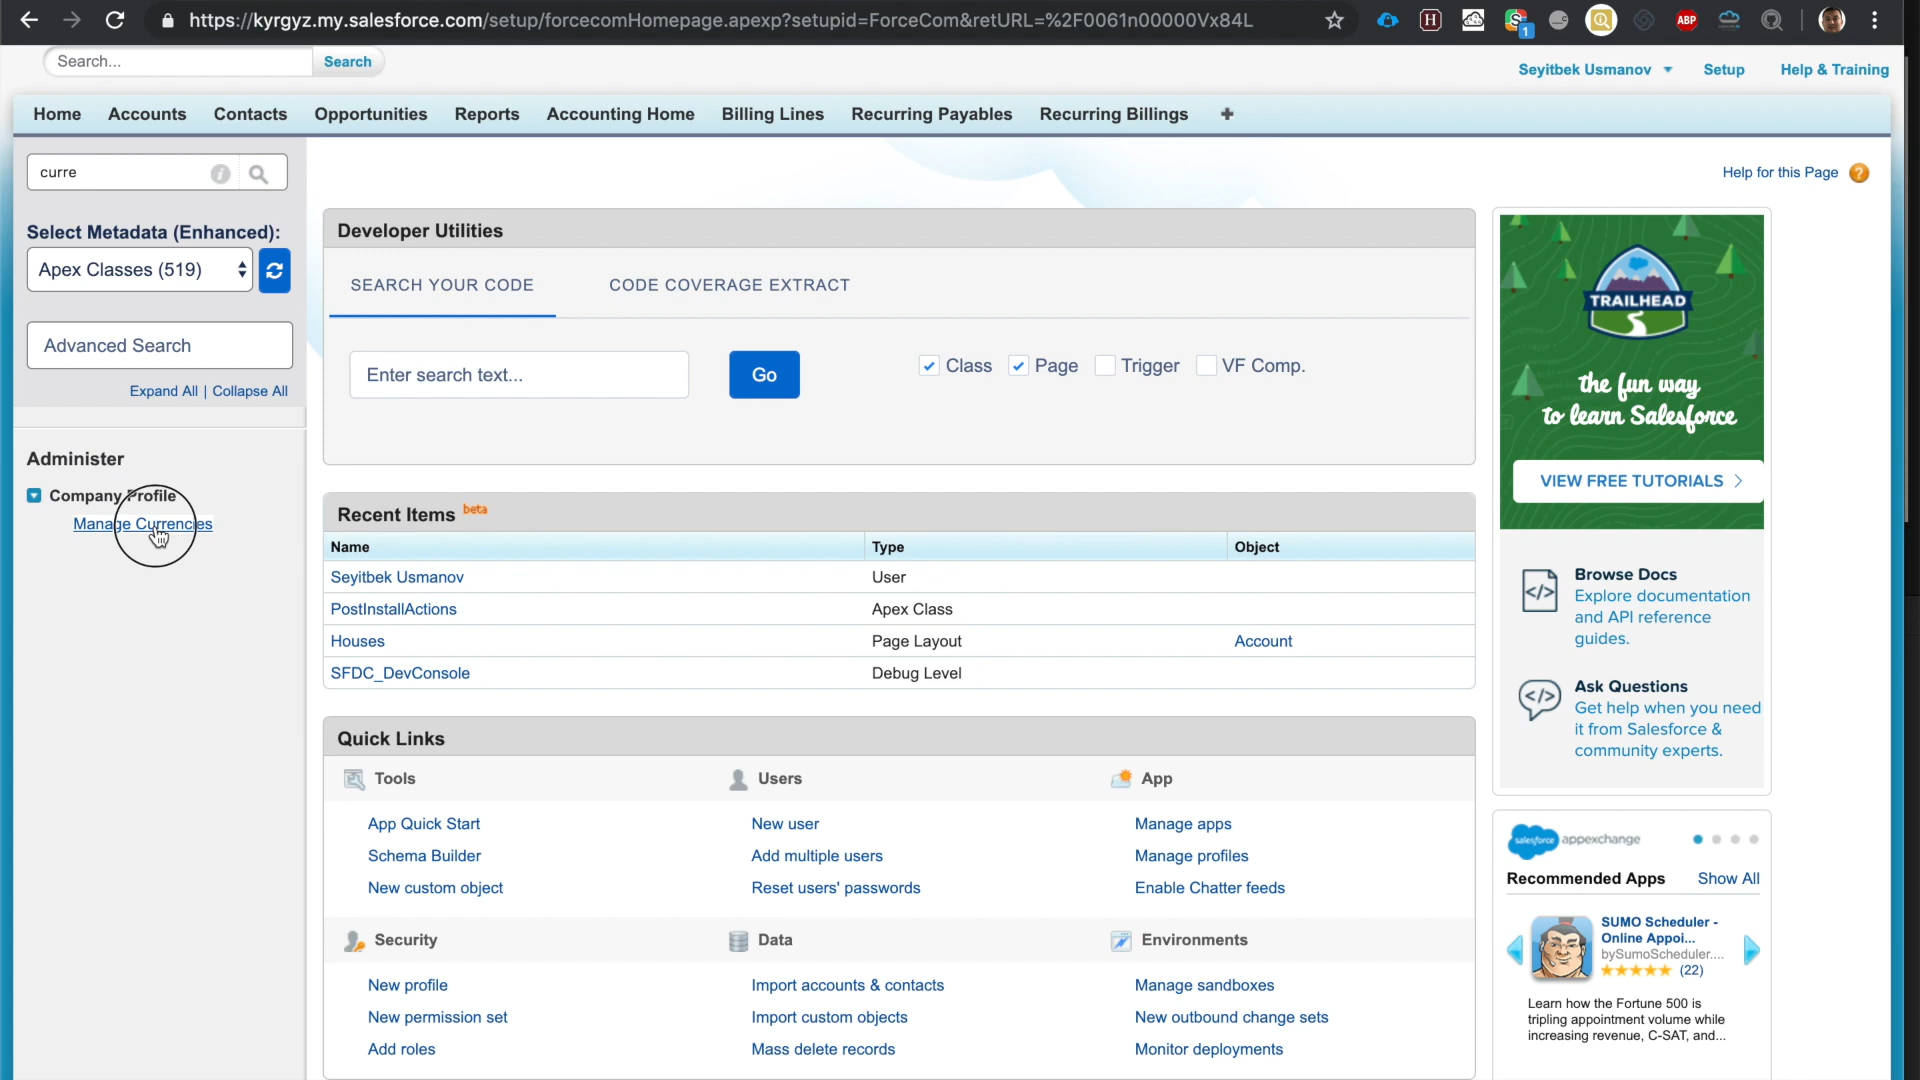 https://kyrgyz.my.salesforce.com/setup/forcecomHomepage.apexp?setupid=ForceCom&retURL=%2F0061n00000Vx84L
H
S
1
ABP
Search...
Search
Seyitbek Usmanov
Setup
Help & Training
Home
Accounts
Contacts
Opportunities
Reports
Accounting Home
Billing Lines
Recurring Payables
Recurring Billings
+
curre
i
Help for this Page
?
Select Metadata (Enhanced):
Apex Classes (519)
Advanced Search
Expand All | Collapse All
Administer
Company Profile
Manage Currencies
Developer Utilities
SEARCH YOUR CODE
CODE COVERAGE EXTRACT
Enter search text...
Go
Class
Page
Trigger
VF Comp.
Recent Items beta
Name Type Object
Seyitbek Usmanov User
PostInstallActions Apex Class
Houses Page Layout Account
SFDC_DevConsole Debug Level
Quick Links
Tools
App Quick Start
Schema Builder
New custom object
Users
New user
Add multiple users
Reset users' passwords
App
Manage apps
Manage profiles
Enable Chatter feeds
Security
New profile
New permission set
Add roles
Data
Import accounts & contacts
Import custom objects
Mass delete records
Environments
Manage sandboxes
New outbound change sets
Monitor deployments
TRAILHEAD
the fun way
to learn Salesforce
VIEW FREE TUTORIALS
</>
Browse Docs
Explore documentation
and API reference
guides.
</>
Ask Questions
Get help when you need
it from Salesforce &
community experts.
salesforce appexchange
Recommended Apps
Show All
SUMO Scheduler -
Online Appoi...
bySumoScheduler....
(22)
Learn how the Fortune 500 is
tripling appointment volume while
increasing revenue, C-SAT, and...